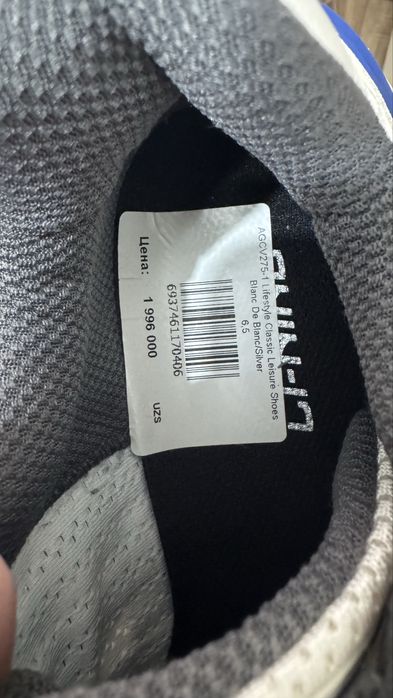 AGCV275-1 Lifestyle Classic Leisure Shoes
Blanc De Blanc/Silver
6,5
6937461170406
Цена: 1 996 000 UZS
LI-NING